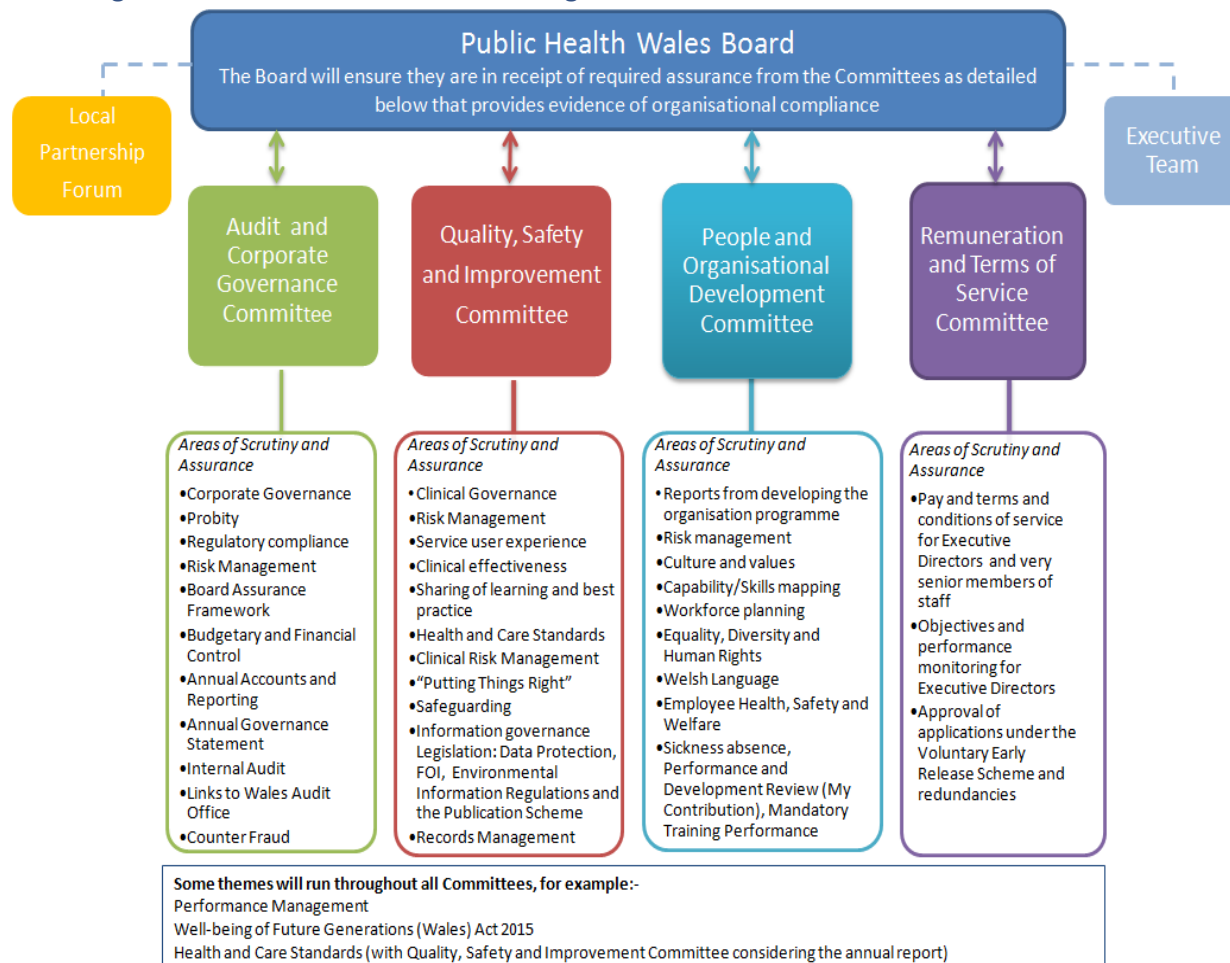 Public Health Wales Board
The Board will ensure they are in receipt of required assurance from the Committees as detailed
below that provides evidence of organisational compliance
Local
Partnership
Forum
Executive
Team
Audit and
Corporate
Governance
Committee
Quality, Safety
and Improvement
Committee
People and
Organisational
Development
Committee
Remuneration
and Terms of
Service
Committee
Areas of Scrutiny and
Assurance
•Corporate Governance
•Probity
•Regulatory compliance
•Risk Management
•Board Assurance
Framework
•Budgetary and Financial
Control
•Annual Accounts and
Reporting
•Annual Governance
Statement
•Internal Audit
•Links to Wales Audit
Office
•Counter Fraud
Areas of Scrutiny and
Assurance
•Clinical Governance
•Risk Management
•Service user experience
•Clinical effectiveness
•Sharing of learning and best
practice
•Health and Care Standards
•Clinical Risk Management
•“Putting Things Right”
•Safeguarding
•Information governance
Legislation: Data Protection,
FOI, Environmental
Information Regulations and
the Publication Scheme
•Records Management
Areas of Scrutiny and
Assurance
•Reports from developing the
organisation programme
•Risk management
•Culture and values
•Capability/Skills mapping
•Workforce planning
•Equality, Diversity and
Human Rights
•Welsh Language
•Employee Health, Safety and
Welfare
•Sickness absence,
Performance and
Development Review (My
Contribution), Mandatory
Training Performance
Areas of Scrutiny and
Assurance
•Pay and terms and
conditions of service
for Executive
Directors and very
senior members of
staff
•Objectives and
performance
monitoring for
Executive Directors
•Approval of
applications under the
Voluntary Early
Release Scheme and
redundancies
Some themes will run throughout all Committees, for example:-
Performance Management
Well-being of Future Generations (Wales) Act 2015
Health and Care Standards (with Quality, Safety and Improvement Committee considering the annual report)